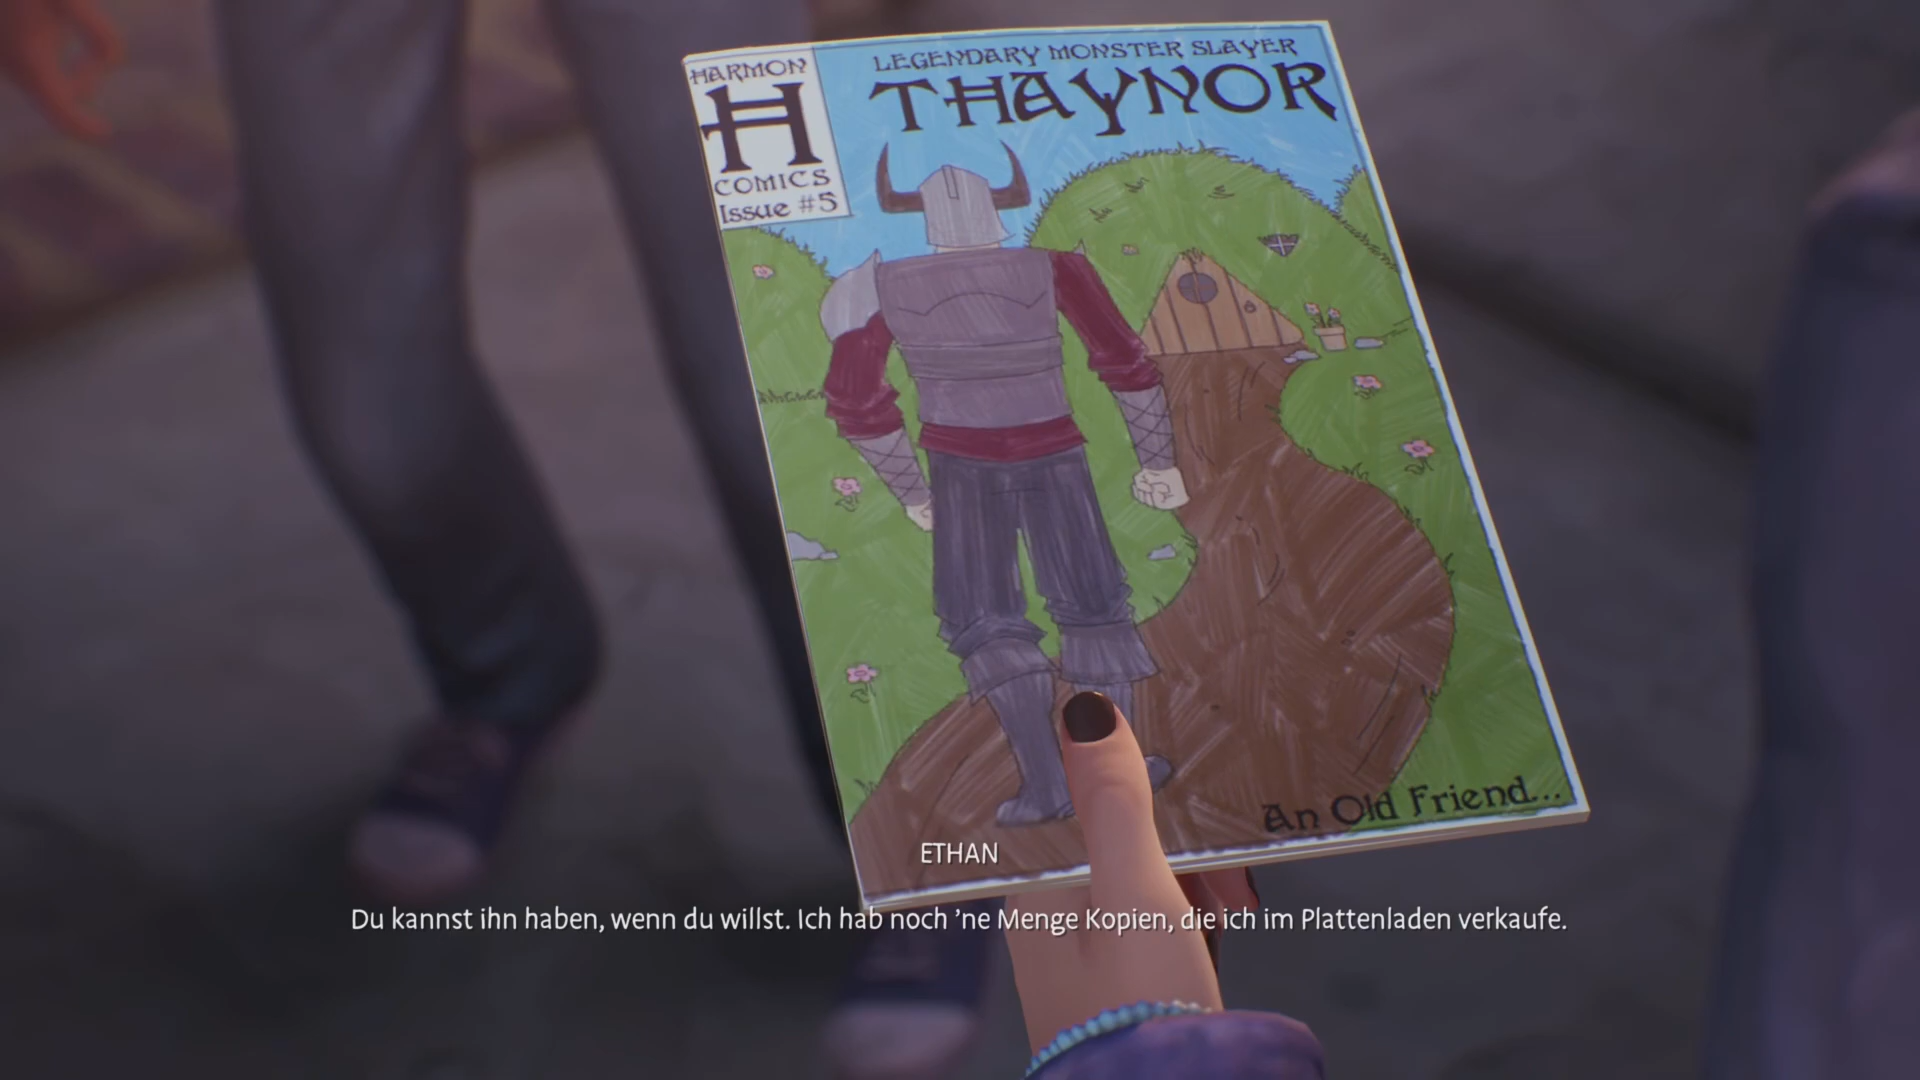 HARMON
H
COMICS
Issue #5
LEGENDARY MONSTER SLAYER
THAYNOR
An Old Friend...
ETHAN
Du kannst ihn haben, wenn du willst. Ich hab noch ’ne Menge Kopien, die ich im Plattenladen verkaufe.